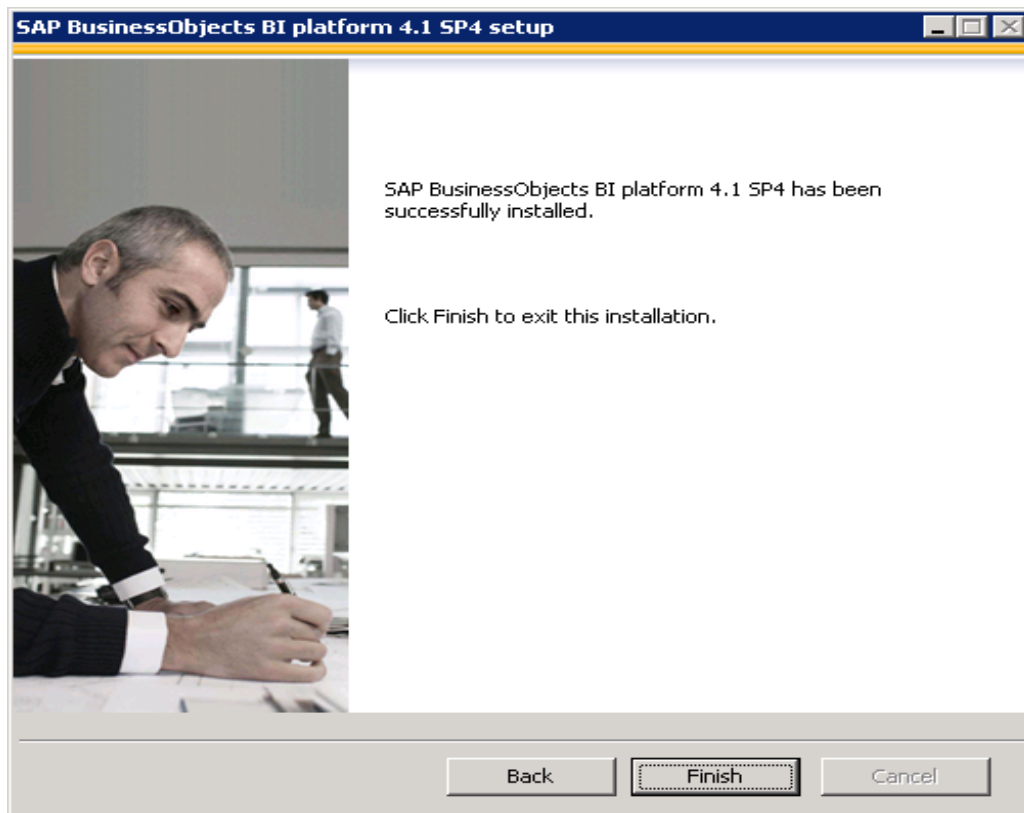 SAP BusinessObjects BI platform 4.1 SP4 setup
SAP BusinessObjects BI platform 4.1 SP4 has been
successfully installed.
Click Finish to exit this installation.
Back Finish Cancel